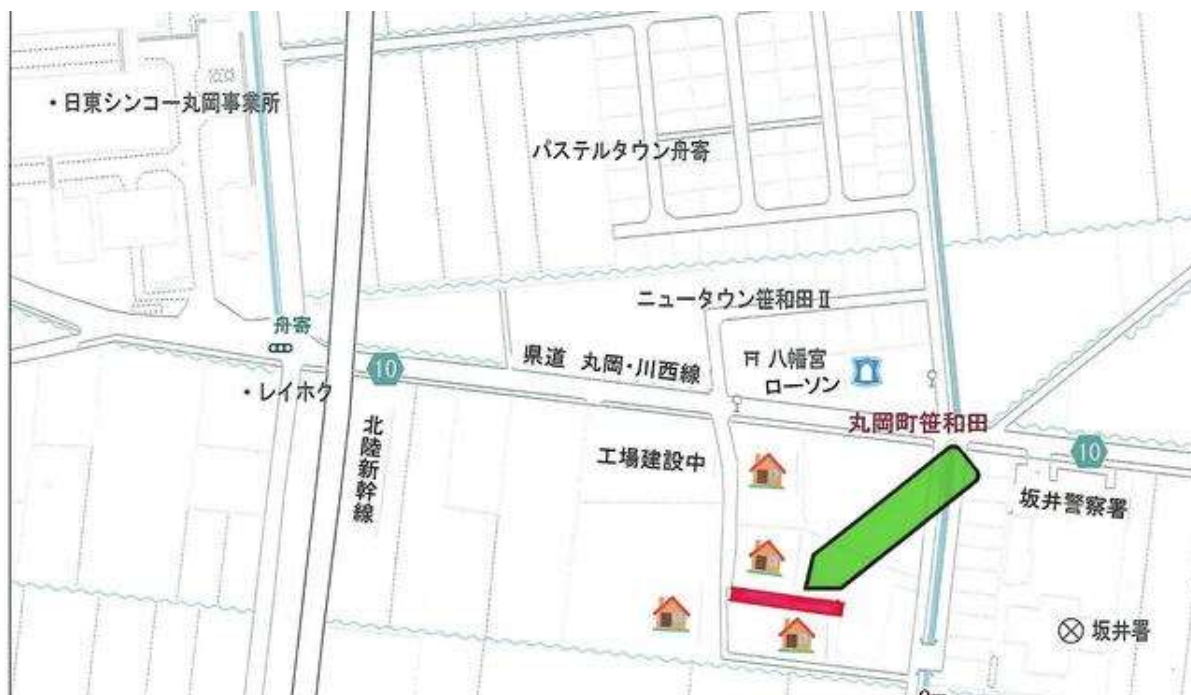 ・日東シンコー丸岡事業所
パステルタウン舟寄
ニュータウン笹和田Ⅱ
舟寄
10
県道 丸岡・川西線
八幡宮
ローソン
・レイホク
丸岡町笹和田
北陸新幹線
工場建設中
10
坂井警察署
坂井署